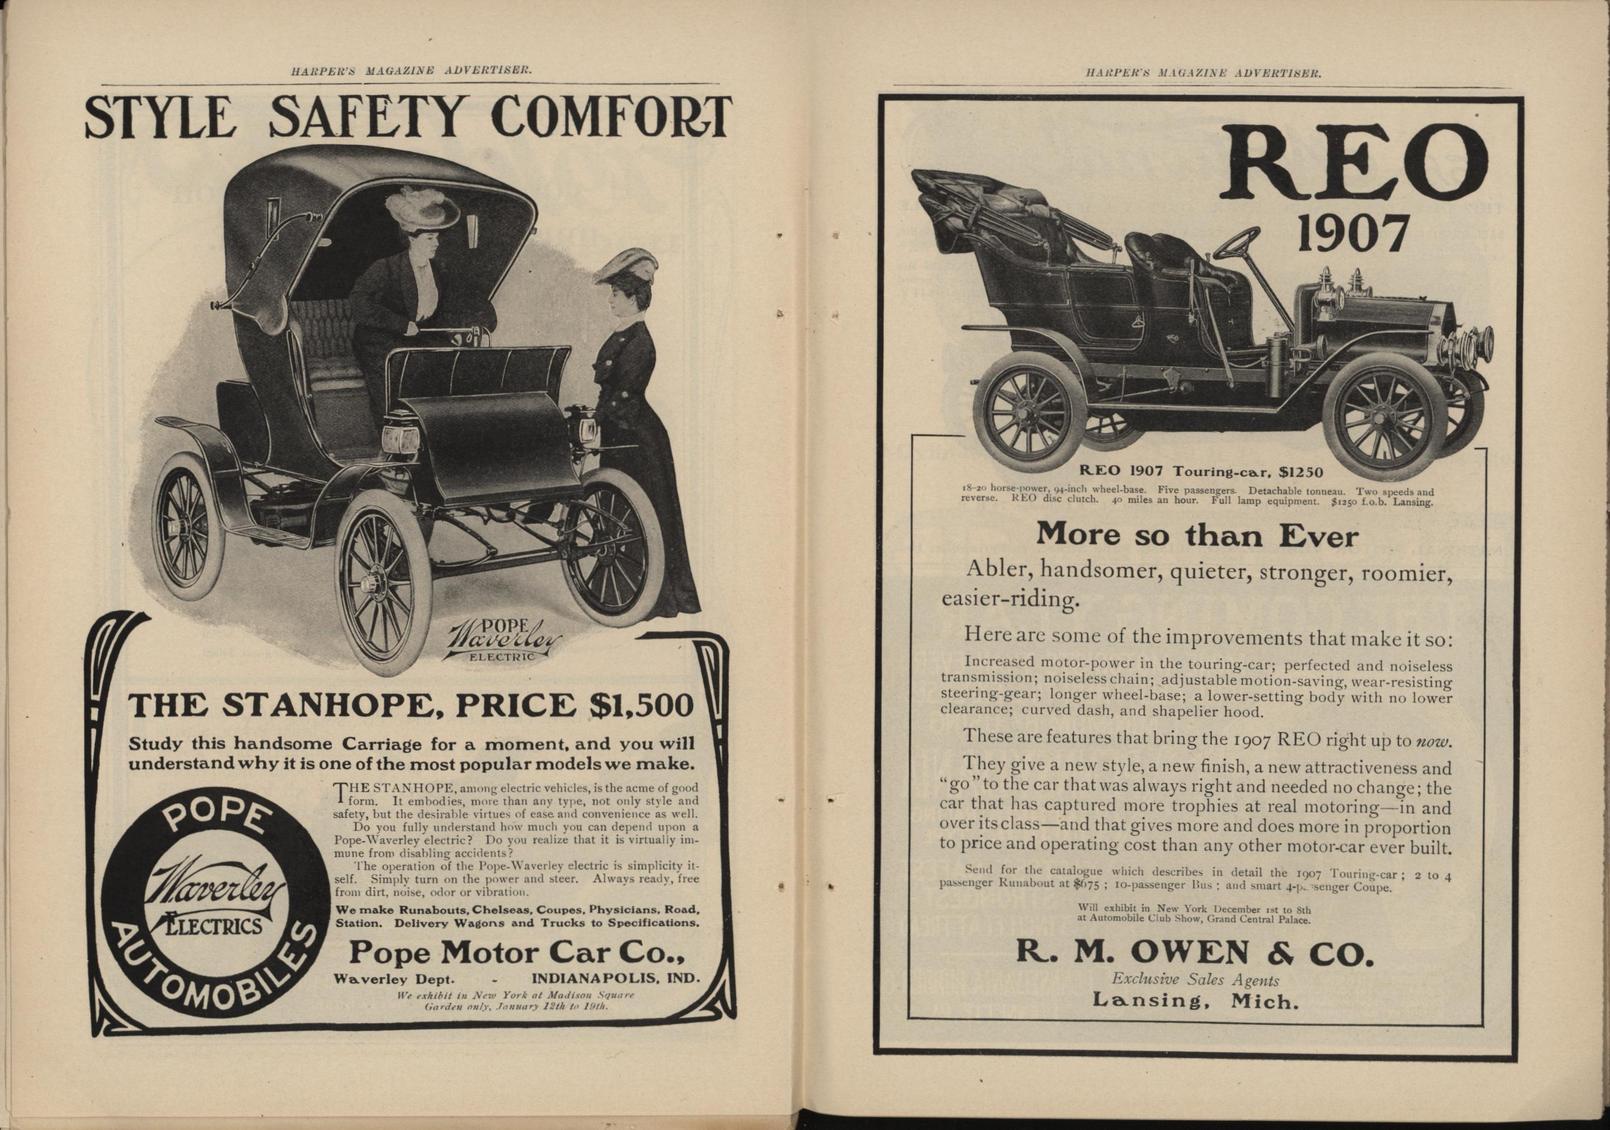 HARPER'S MAGAZINE ADVERTISER.
STYLE SAFETY COMFORT
POPE
Waverley
ELECTRIC
THE STANHOPE, PRICE $1,500
Study this handsome Carriage for a moment, and you will
understand why it is one of the most popular models we make.
POPE
Waverley
ELECTRICS
AUTOMOBILES
THE STANHOPE, among electric vehicles, is the acme of good
form. It embodies, more than any type, not only style and
safety, but the desirable virtues of ease and convenience as well.
Do you fully understand how much you can depend upon a
Pope-Waverley electric? Do you realize that it is virtually im-
mune from disabling accidents?
The operation of the Pope-Waverley electric is simplicity it-
self. Simply turn on the power and steer. Always ready, free
from dirt, noise, odor or vibration.
We make Runabouts, Chelseas, Coupes, Physicians, Road,
Station. Delivery Wagons and Trucks to Specifications.
Pope Motor Car Co.,
Waverley Dept. - INDIANAPOLIS, IND.
We exhibit in New York at Madison Square
Garden only, January 12th to 19th.
HARPER'S MAGAZINE ADVERTISER.
REO
1907
REO 1907 Touring-car, $1250
18-20 horse-power, 94-inch wheel-base. Five passengers. Detachable tonneau. Two speeds and
reverse. REO disc clutch. 40 miles an hour. Full lamp equipment. $1250 f.o.b. Lansing.
More so than Ever
Abler, handsomer, quieter, stronger, roomier,
easier-riding.
Here are some of the improvements that make it so:
Increased motor-power in the touring-car; perfected and noiseless
transmission; noiseless chain; adjustable motion-saving, wear-resisting
steering-gear; longer wheel-base; a lower-setting body with no lower
clearance; curved dash, and shapelier hood.
These are features that bring the 1907 REO right up to now.
They give a new style, a new finish, a new attractiveness and
"go" to the car that was always right and needed no change; the
car that has captured more trophies at real motoring—in and
over its class—and that gives more and does more in proportion
to price and operating cost than any other motor-car ever built.
Send for the catalogue which describes in detail the 1907 Touring-car; 2 to 4
passenger Runabout at $675; 10-passenger Bus; and smart 4-passenger Coupe.
Will exhibit in New York December 1st to 8th
at Automobile Club Show, Grand Central Palace.
R. M. OWEN & CO.
Exclusive Sales Agents
Lansing, Mich.